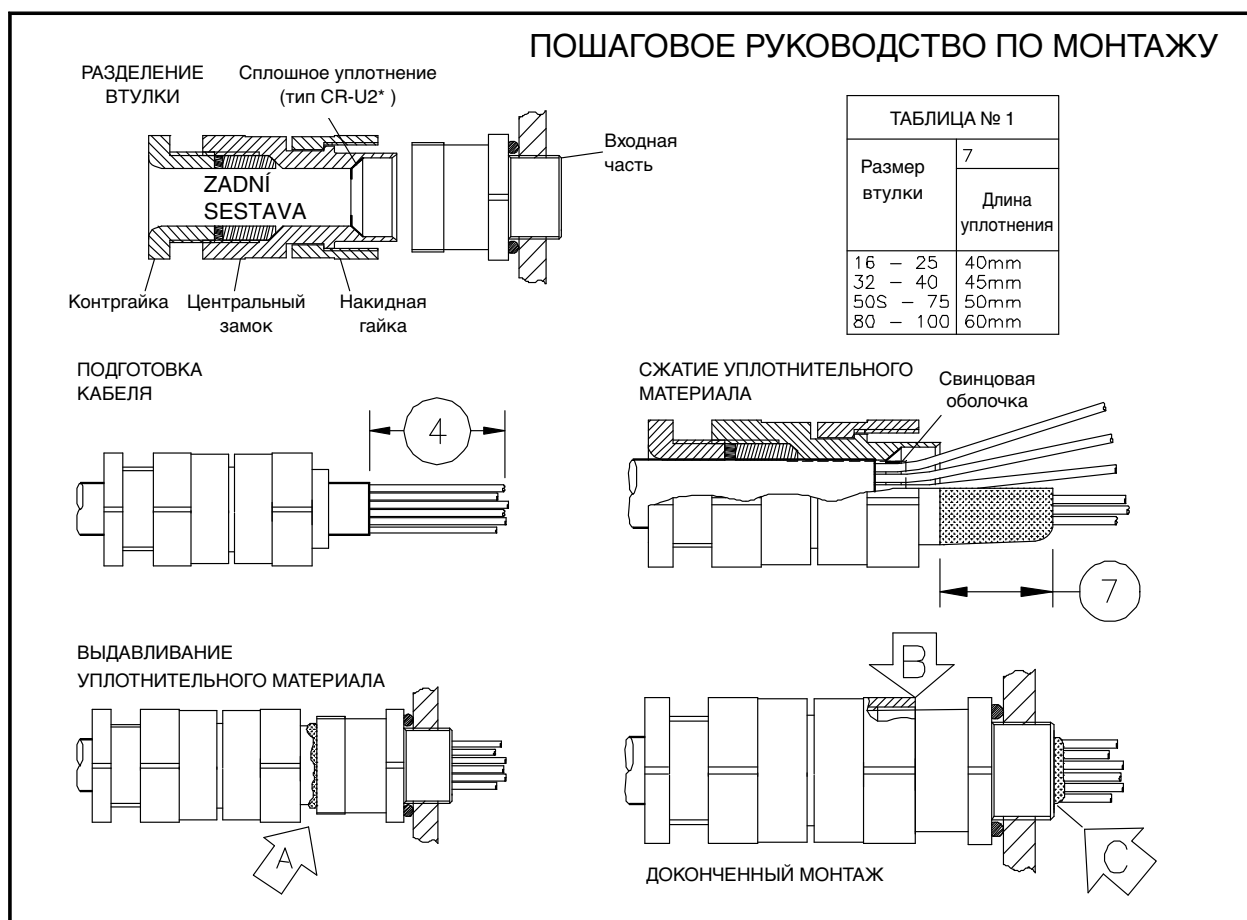 ПОШАГОВОЕ РУКОВОДСТВО ПО МОНТАЖУ
РАЗДЕЛЕНИЕ
ВТУЛКИ
Сплошное уплотнение
(тип CR-U2* )
Входная
часть
ZADNÍ
SESTAVA
Контргайка
Центральный
замок
Накидная
гайка
ТАБЛИЦА № 1
Размер
втулки
7
Длина
уплотнения
16 – 25 40mm
32 – 40 45mm
50S – 75 50mm
80 – 100 60mm
ПОДГОТОВКА
КАБЕЛЯ
4
СЖАТИЕ УПЛОТНИТЕЛЬНОГО
МАТЕРИАЛА
Свинцовая
оболочка
7
ВЫДАВЛИВАНИЕ
УПЛОТНИТЕЛЬНОГО МАТЕРИАЛА
A
B
C
ДОКОНЧЕННЫЙ МОНТАЖ